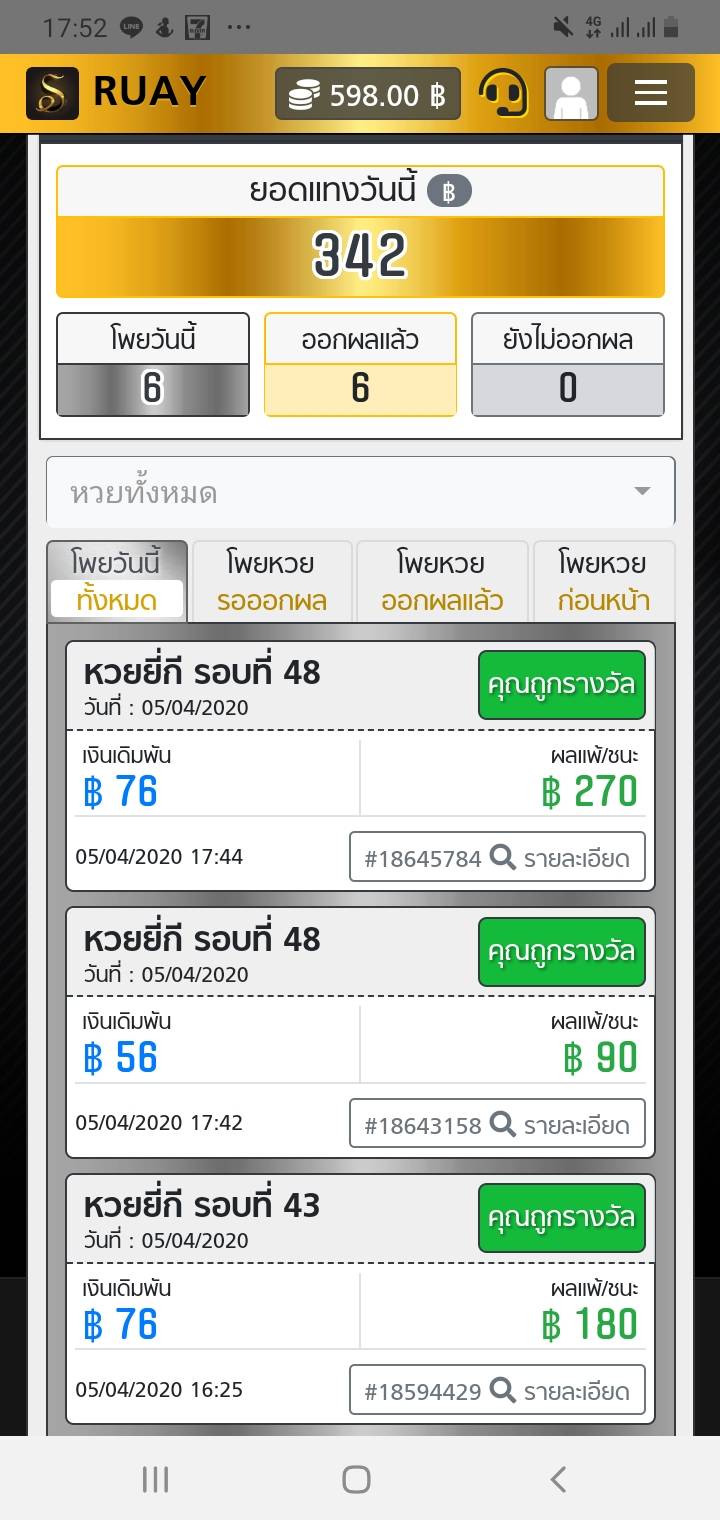 17:52 LINE 4G
RUAY 598.00 ฿
ยอดแทงวันนี้ ฿
342
โพยวันนี้ ออกผลแล้ว ยังไม่ออกผล
6 6 0
หวยทั้งหมด
โพยวันนี้ โพยหวย โพยหวย โพยหวย
ทั้งหมด รอออกผล ออกผลแล้ว ก่อนหน้า
หวยยี่กี รอบที่ 48 คุณถูกรางวัล
วันที่ : 05/04/2020
เงินเดิมพัน ผลแพ้/ชนะ
฿ 76 ฿ 270
05/04/2020 17:44 #18645784 รายละเอียด
หวยยี่กี รอบที่ 48 คุณถูกรางวัล
วันที่ : 05/04/2020
เงินเดิมพัน ผลแพ้/ชนะ
฿ 56 ฿ 90
05/04/2020 17:42 #18643158 รายละเอียด
หวยยี่กี รอบที่ 43 คุณถูกรางวัล
วันที่ : 05/04/2020
เงินเดิมพัน ผลแพ้/ชนะ
฿ 76 ฿ 180
05/04/2020 16:25 #18594429 รายละเอียด